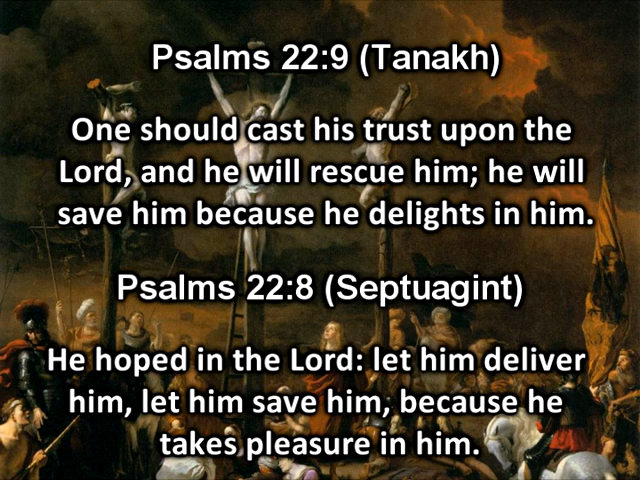 Psalms 22:9 (Tanakh)
One should cast his trust upon the
Lord, and he will rescue him; he will
save him because he delights in him.
Psalms 22:8 (Septuagint)
He hoped in the Lord: let him deliver
him, let him save him, because he
takes pleasure in him.